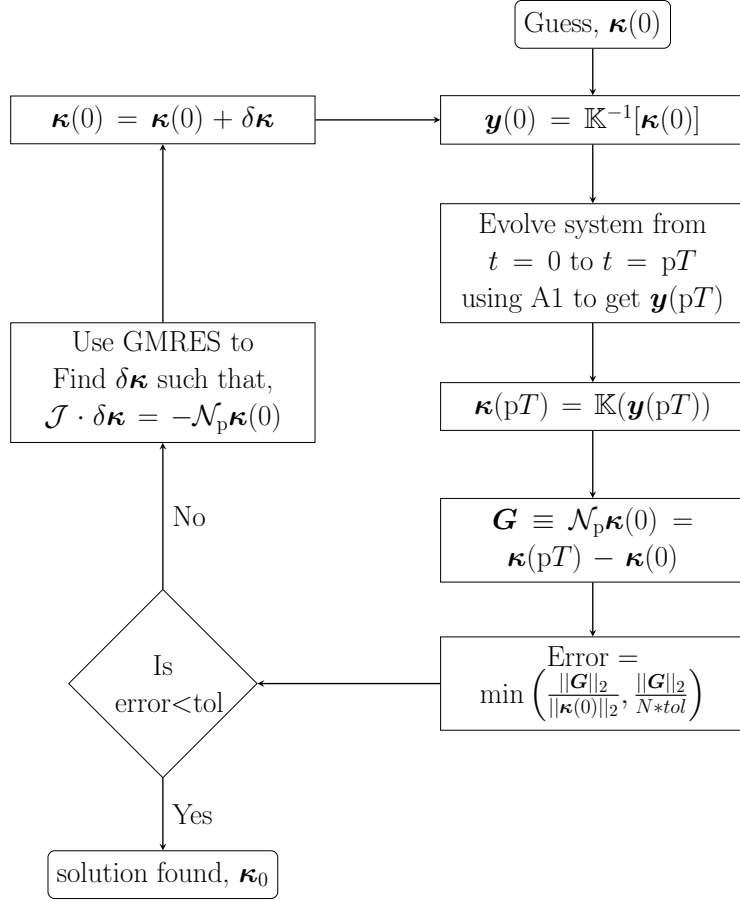 Guess, 𝜿(0)
𝜿(0) = 𝜿(0) + δ𝜿
𝒚(0) = 𝕂⁻¹[𝜿(0)]
Evolve system from
t = 0 to t = pT
using A1 to get 𝒚(pT)
Use GMRES to
Find δ𝜿 such that,
𝒥 · δ𝜿 = −𝒩ₚ𝜿(0)
𝜿(pT) = 𝕂(𝒚(pT))
No
𝑮 ≡ 𝒩ₚ𝜿(0) =
𝜿(pT) − 𝜿(0)
Is
error<tol
Error =
min (||𝑮||₂/||𝜿(0)||₂, ||𝑮||₂/N∗tol)
Yes
solution found, 𝜿₀